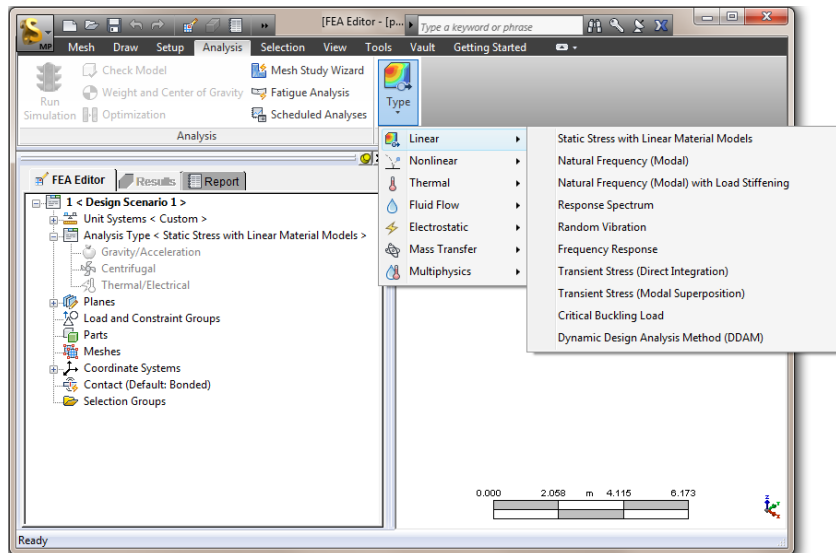 [FEA Editor - [p...
Type a keyword or phrase
MP
Mesh Draw Setup Analysis Selection View Tools Vault Getting Started
Run Simulation
Check Model
Weight and Center of Gravity
Optimization
Mesh Study Wizard
Fatigue Analysis
Scheduled Analyses
Type
Analysis
Linear
Nonlinear
Thermal
Fluid Flow
Electrostatic
Mass Transfer
Multiphysics
Static Stress with Linear Material Models
Natural Frequency (Modal)
Natural Frequency (Modal) with Load Stiffening
Response Spectrum
Random Vibration
Frequency Response
Transient Stress (Direct Integration)
Transient Stress (Modal Superposition)
Critical Buckling Load
Dynamic Design Analysis Method (DDAM)
FEA Editor Results Report
1 < Design Scenario 1 >
Unit Systems < Custom >
Analysis Type < Static Stress with Linear Material Models >
Gravity/Acceleration
Centrifugal
Thermal/Electrical
Planes
Load and Constraint Groups
Parts
Meshes
Coordinate Systems
Contact (Default: Bonded)
Selection Groups
0.000 2.058 m 4.115 6.173
Ready